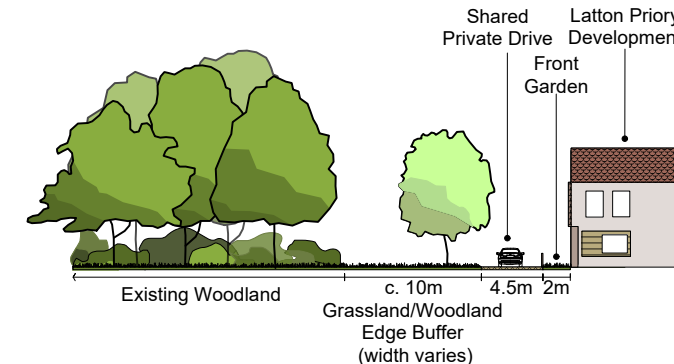 Shared
Private Drive
Latton Priory
Development
Front
Garden
Existing Woodland
c. 10m
4.5m
2m
Grassland/Woodland
Edge Buffer
(width varies)